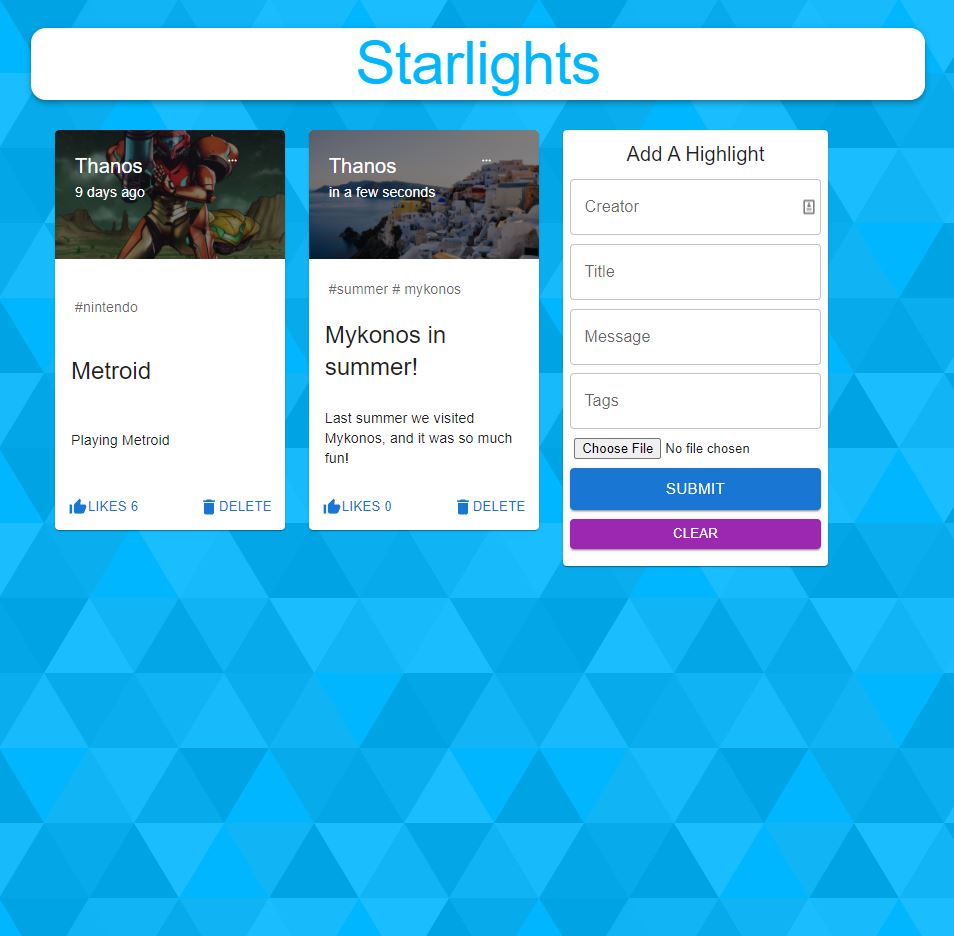 Starlights
Thanos
9 days ago
#nintendo
Metroid
Playing Metroid
LIKES 6
DELETE
Thanos
in a few seconds
#summer # mykonos
Mykonos in
summer!
Last summer we visited
Mykonos, and it was so much
fun!
LIKES 0
DELETE
Add A Highlight
Creator
Title
Message
Tags
Choose File No file chosen
SUBMIT
CLEAR